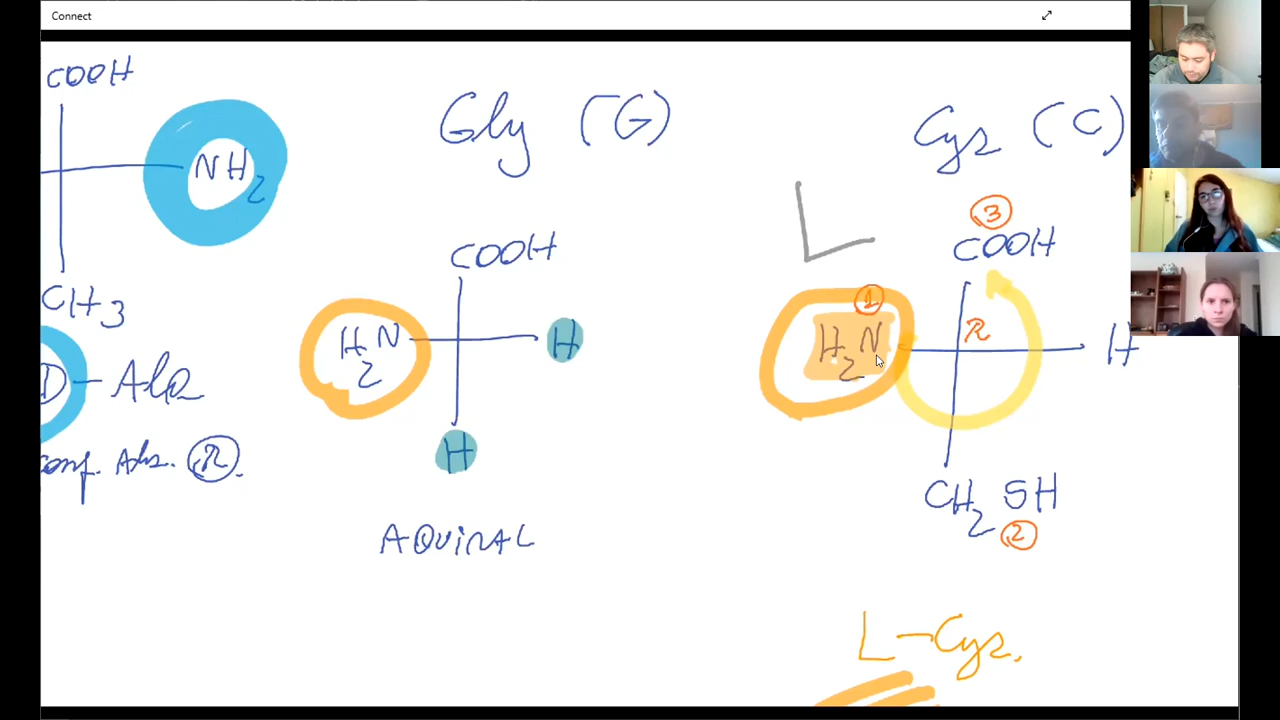 Connect
COOH
NH2
CH3
D-Ala
conf. Abs. R.
Gly (G)
COOH
H2N
H
H
AQUIRAL
Cys (C)
L
3
COOH
1
H2N
R
H
CH2SH
2
L-Cys.